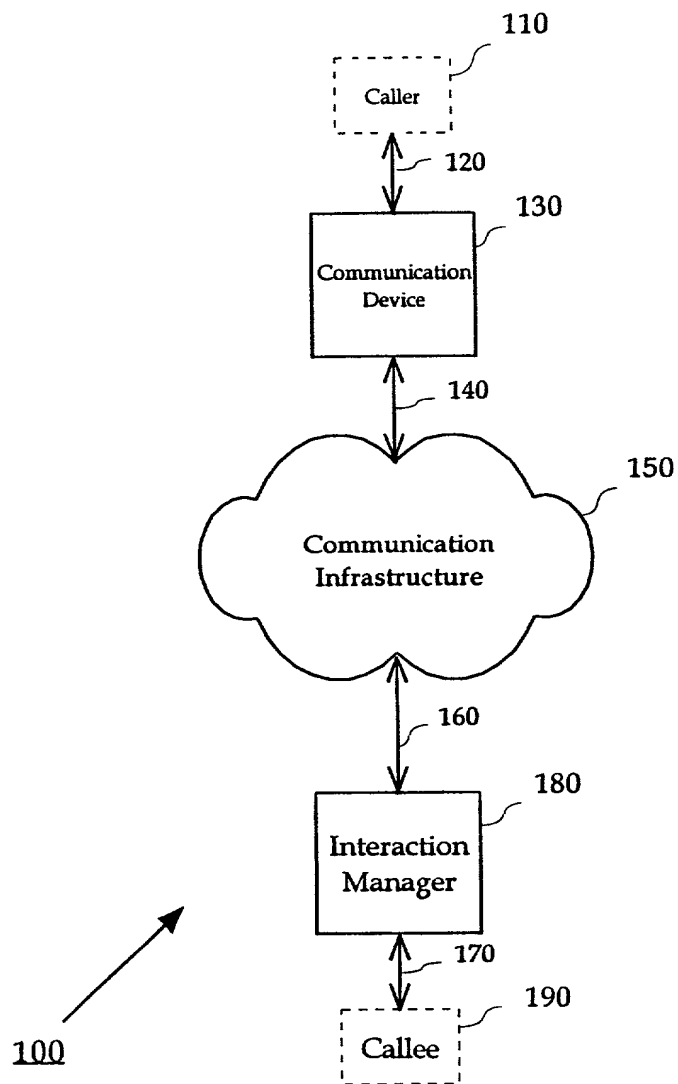 110
Caller
120
130
Communication
Device
140
150
Communication
Infrastructure
160
180
Interaction
Manager
170
190
Callee
100